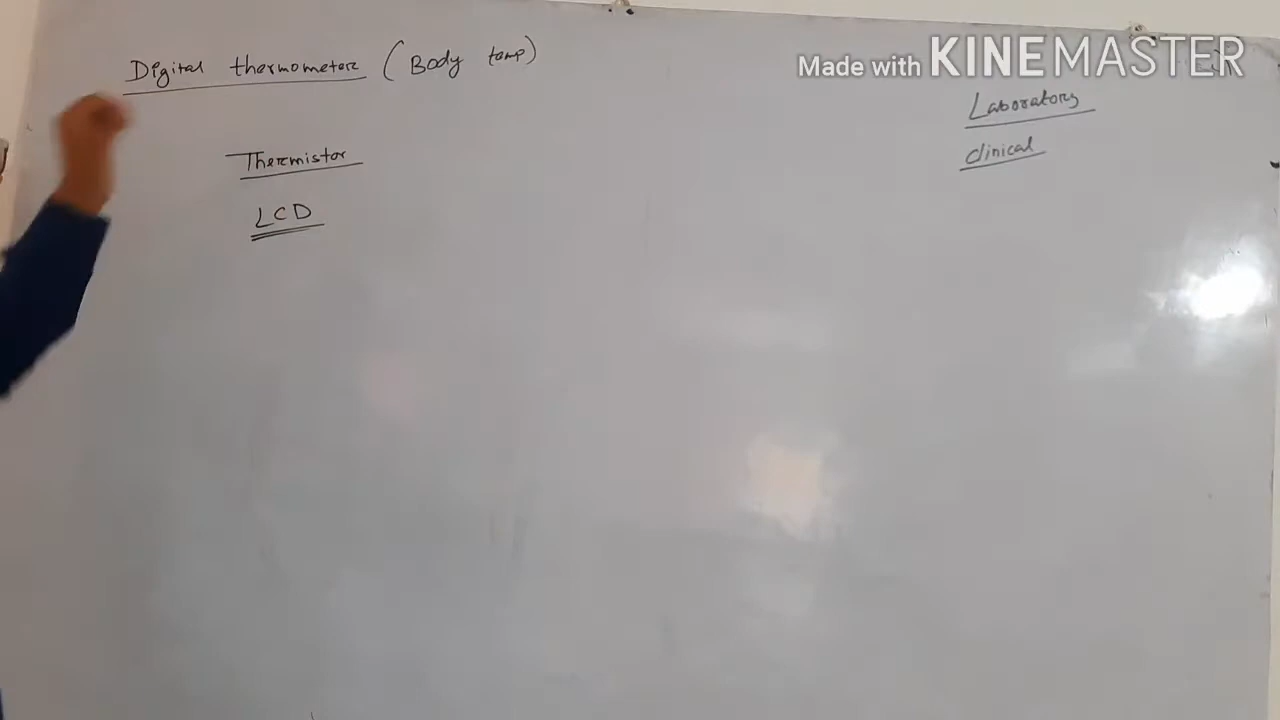 Digital thermometer (Body temp)
Thermistor
LCD
Made with KINEMASTER
Laboratory
clinical